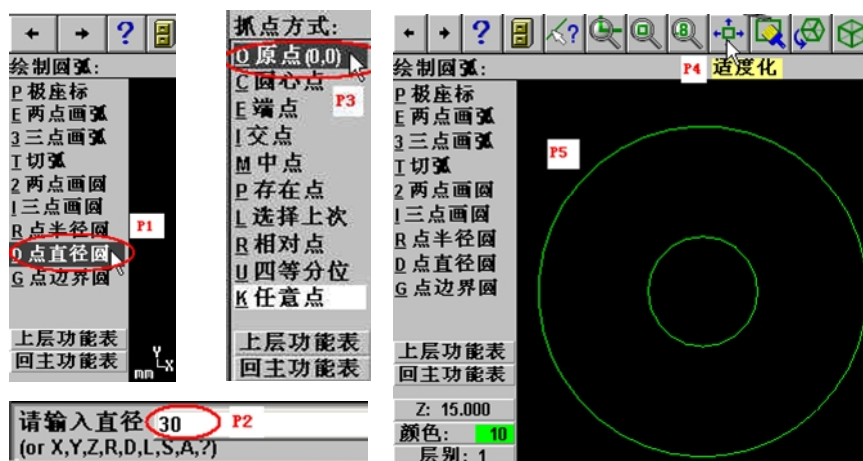 绘制圆弧:
P 极座标
E 两点画弧
3 三点画弧
T 切弧
2 两点画圆
I 三点画圆
R 点半径圆
D 点直径圆
G 点边界圆
P1
上层功能表
回主功能表
Y
X
mm
请输入直径 30
P2
(or X,Y,Z,R,D,L,S,A,?)
抓点方式:
O 原点 (0,0)
C 圆心点
P3
E 端点
I 交点
M 中点
P 存在点
L 选择上次
R 相对点
U 四等分位
K 任意点
上层功能表
回主功能表
?
?
.8
绘制圆弧:
P4 适度化
P 极座标
E 两点画弧
3 三点画弧
T 切弧
2 两点画圆
I 三点画圆
R 点半径圆
D 点直径圆
G 点边界圆
P5
上层功能表
回主功能表
Z: 15.000
颜色: 10
层别: 1